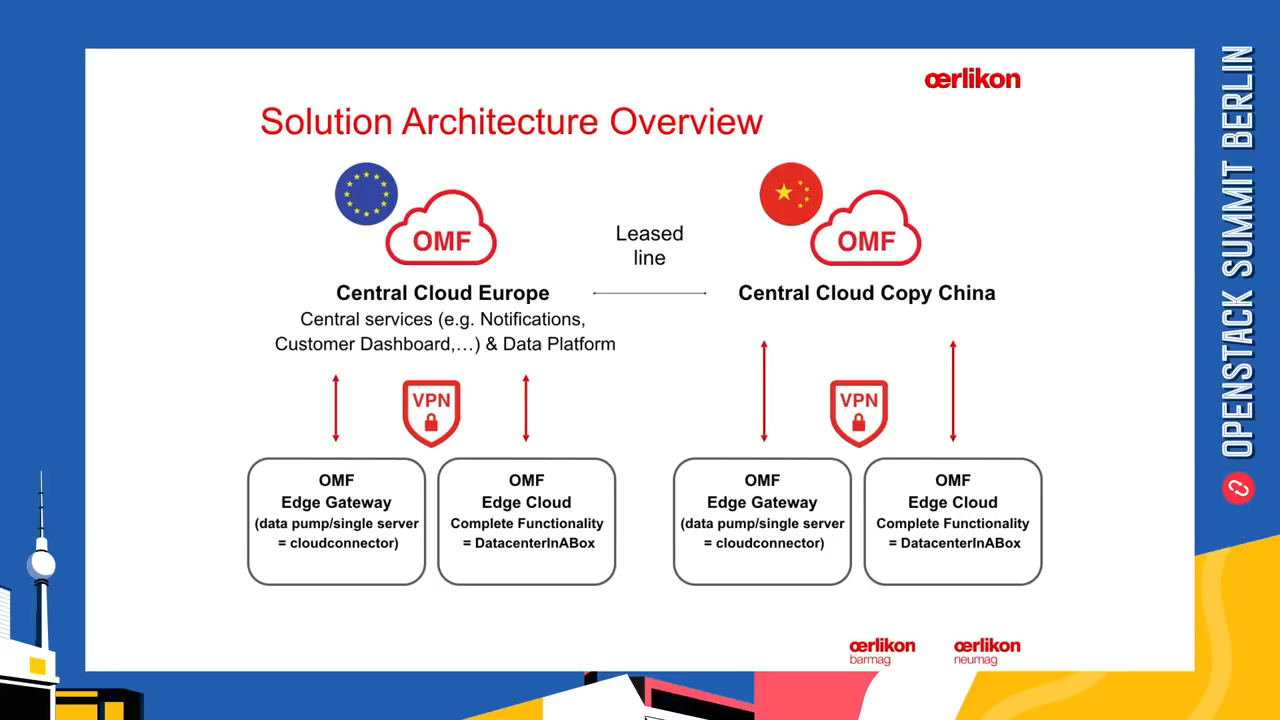 œrlikon
Solution Architecture Overview
OMF
Leased
line
OMF
Central Cloud Europe
Central services (e.g. Notifications,
Customer Dashboard,…) & Data Platform
Central Cloud Copy China
VPN
VPN
OMF
Edge Gateway
(data pump/single server
= cloudconnector)
OMF
Edge Cloud
Complete Functionality
= DatacenterInABox
OMF
Edge Gateway
(data pump/single server
= cloudconnector)
OMF
Edge Cloud
Complete Functionality
= DatacenterInABox
œrlikon
barmag
œrlikon
neumag
OPENSTACK SUMMIT BERLIN